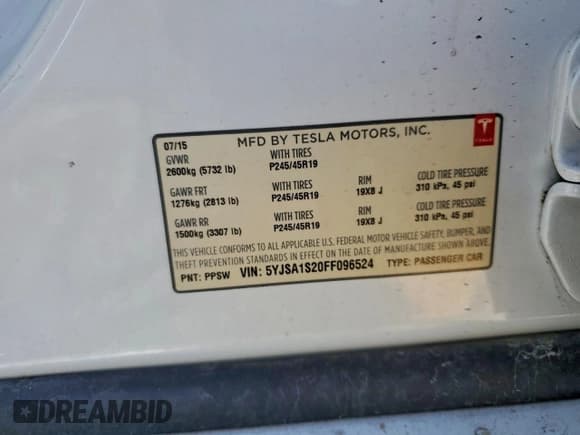 07/15 MFD BY TESLA MOTORS, INC. TESLA
GVWR WITH TIRES
2600kg (5732 lb) P245/45R19
GAWR FRT WITH TIRES RIM COLD TIRE PRESSURE
1276kg (2813 lb) P245/45R19 19X8 J 310 kPa, 45 psi
GAWR RR WITH TIRES RIM COLD TIRE PRESSURE
1500kg (3307 lb) P245/45R19 19X8 J 310 kPa, 45 psi
THIS VEHICLE CONFORMS TO ALL APPLICABLE U.S. FEDERAL MOTOR VEHICLE SAFETY, BUMPER, AND
THEFT PREVENTION STANDARDS IN EFFECT ON THE DATE OF MANUFACTURE SHOWN ABOVE.
PNT: PPSW VIN: 5YJSA1S20FF096524 TYPE: PASSENGER CAR
DREAMBID